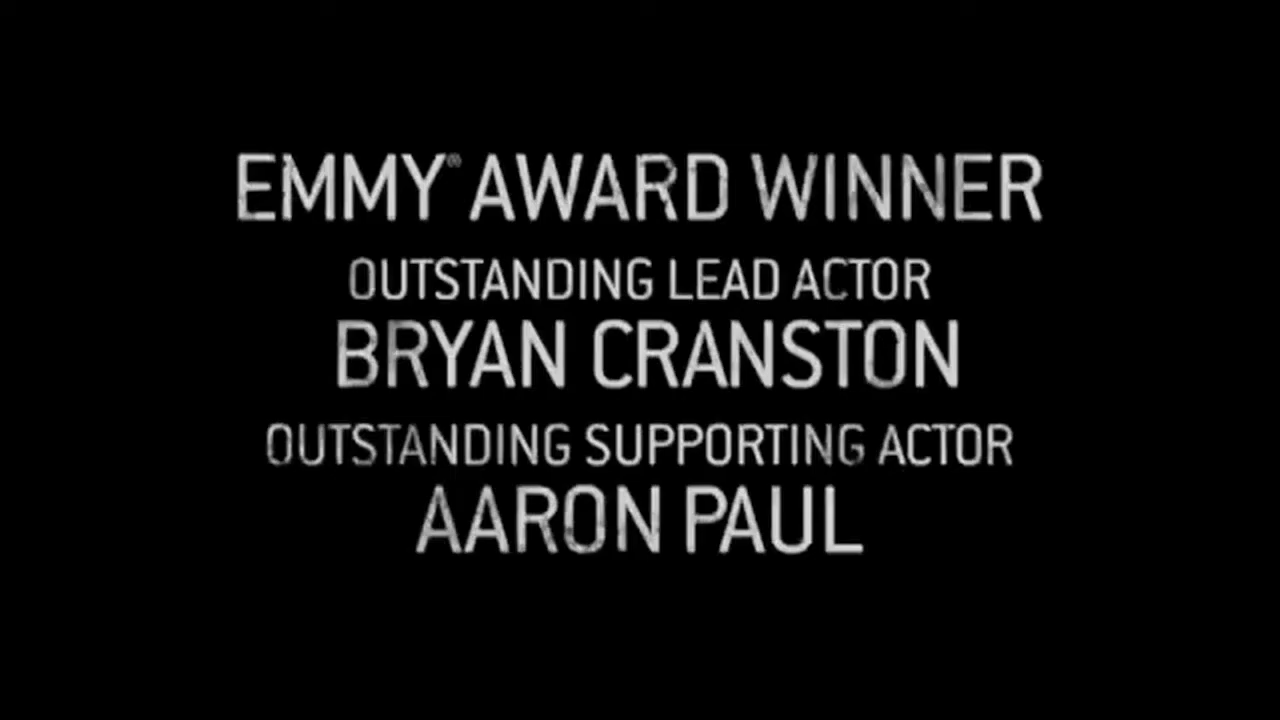 EMMY® AWARD WINNER
OUTSTANDING LEAD ACTOR
BRYAN CRANSTON
OUTSTANDING SUPPORTING ACTOR
AARON PAUL